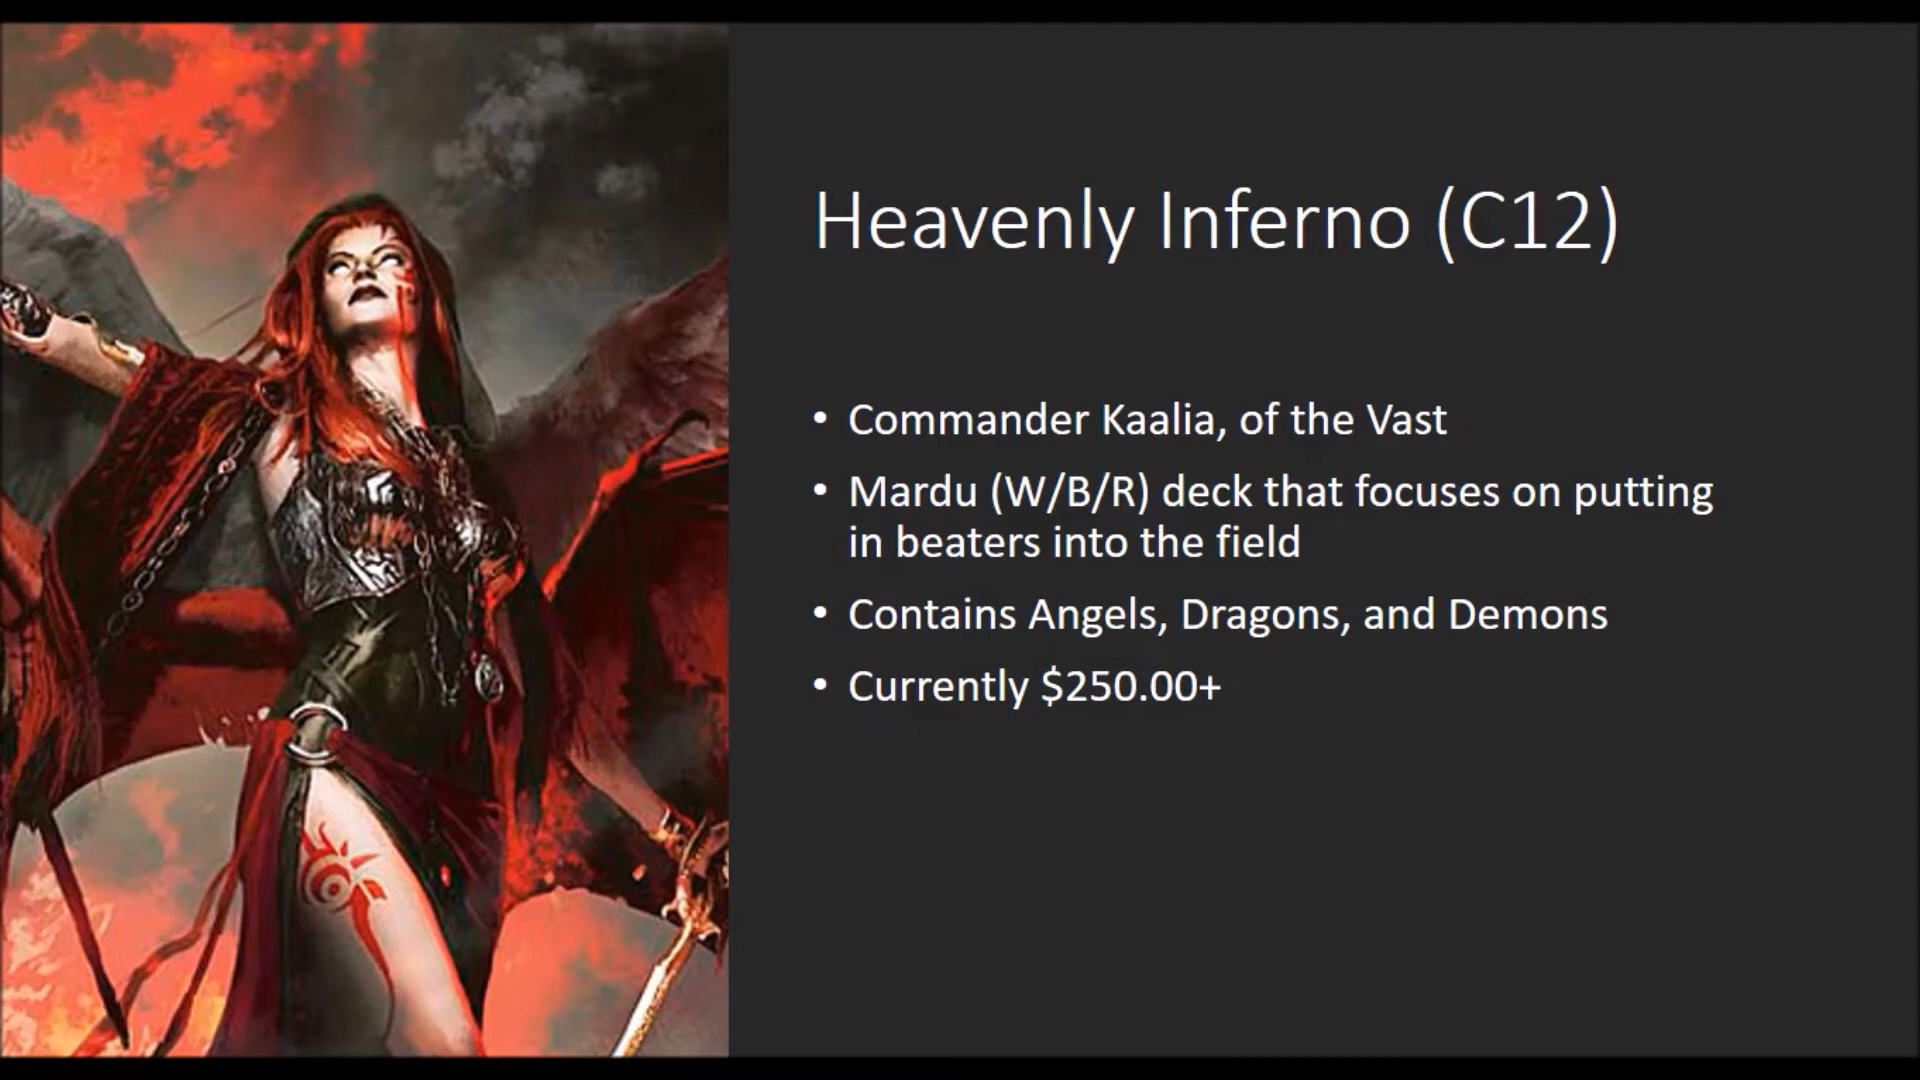 Heavenly Inferno (C12)
• Commander Kaalia, of the Vast
• Mardu (W/B/R) deck that focuses on putting
in beaters into the field
• Contains Angels, Dragons, and Demons
• Currently $250.00+